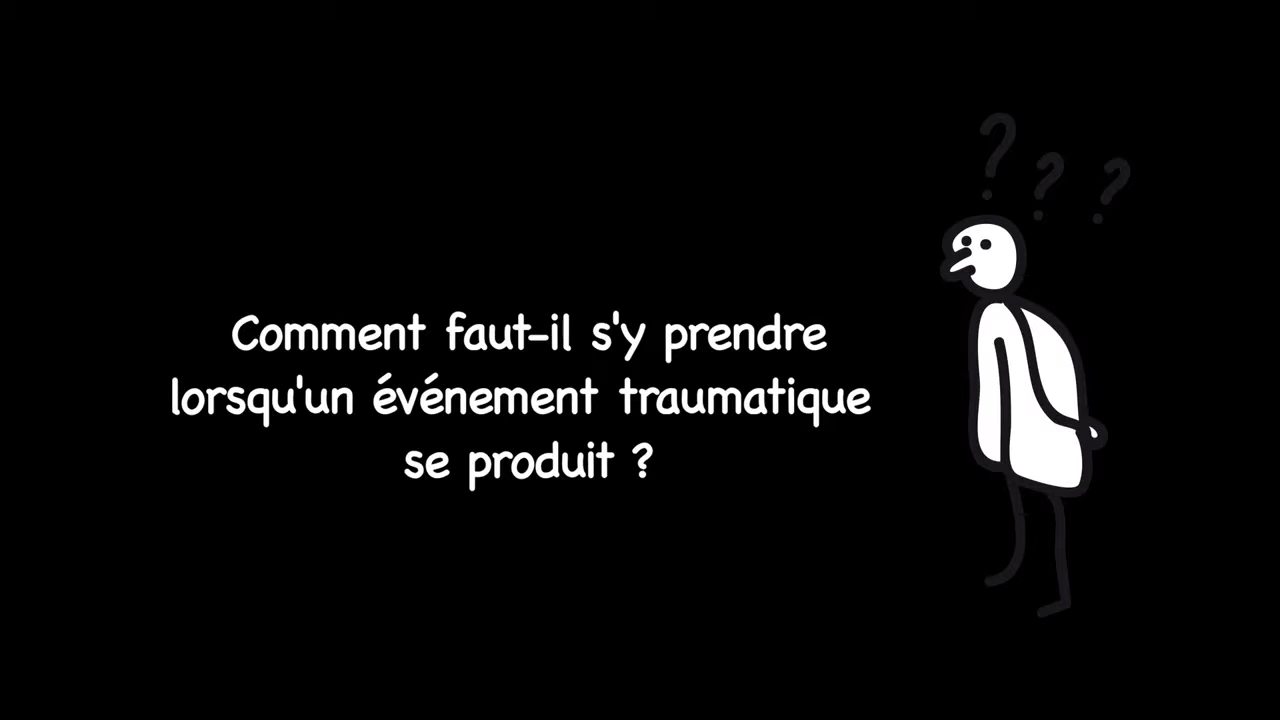 Comment faut-il s'y prendre
lorsqu'un événement traumatique
se produit ?
? ? ?